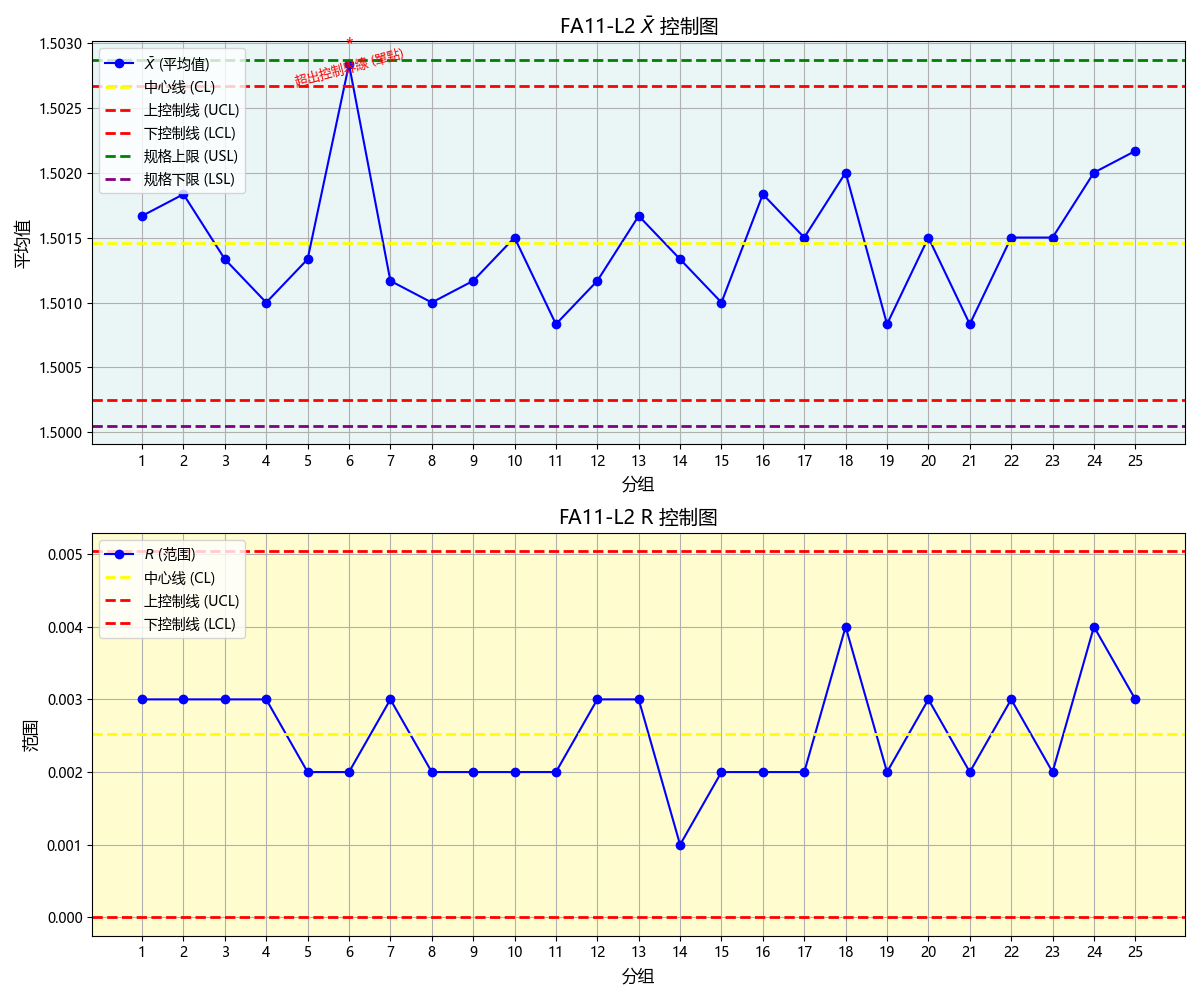 FA11-L2 X̄ 控制图
*
超出控制界線 (單點)
X̄ (平均值)
中心线 (CL)
上控制线 (UCL)
下控制线 (LCL)
规格上限 (USL)
规格下限 (LSL)
平均值
1.5030
1.5025
1.5020
1.5015
1.5010
1.5005
1.5000
1 2 3 4 5 6 7 8 9 10 11 12 13 14 15 16 17 18 19 20 21 22 23 24 25
分组
FA11-L2 R 控制图
R (范围)
中心线 (CL)
上控制线 (UCL)
下控制线 (LCL)
范围
0.005
0.004
0.003
0.002
0.001
0.000
1 2 3 4 5 6 7 8 9 10 11 12 13 14 15 16 17 18 19 20 21 22 23 24 25
分组